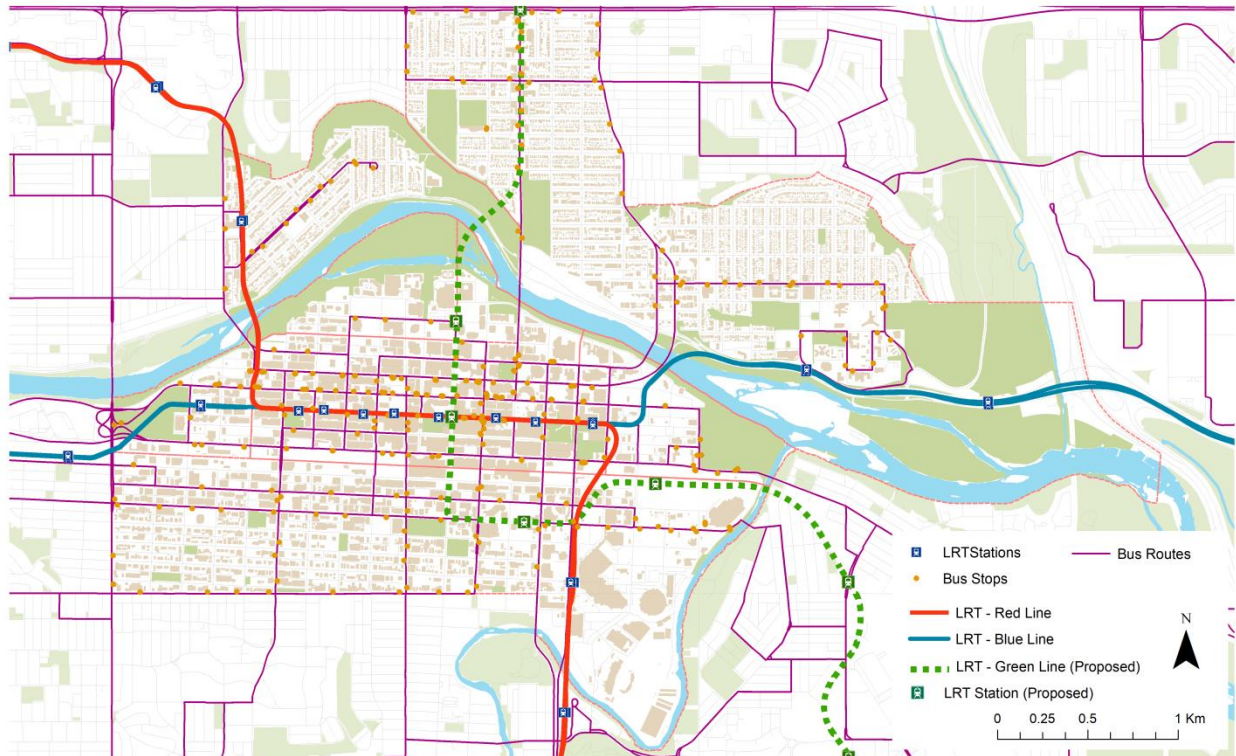 LRTStations
Bus Routes
Bus Stops
LRT - Red Line
LRT - Blue Line
LRT - Green Line (Proposed)
LRT Station (Proposed)
N
0 0.25 0.5 1 Km